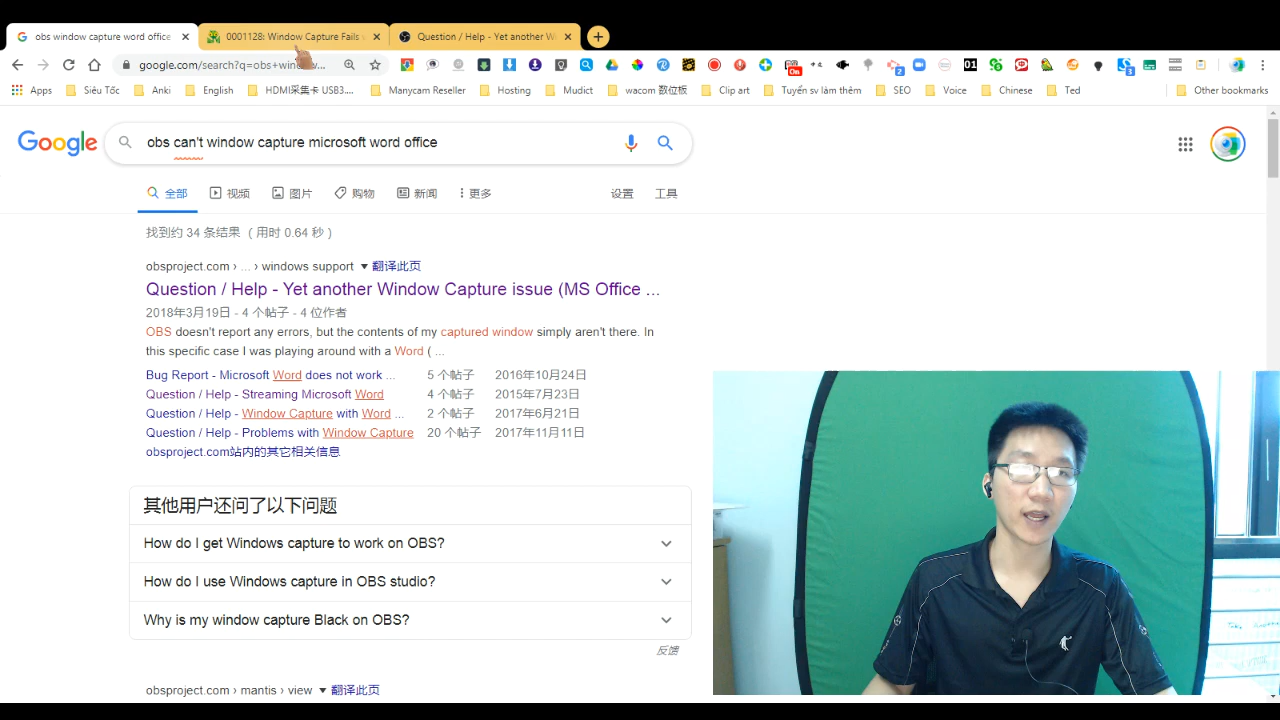 obs window capture word office
0001128: Window Capture Fails
Question / Help - Yet another W
google.com/search?q=obs+win
w...
On
2
01
3
Apps
Siêu Tốc
Anki
English
HDMI采集卡 USB3....
Manycam Reseller
Hosting
Mudict
wacom 数位板
Clip art
Tuyển sv làm thêm
SEO
Voice
Chinese
Ted
Other bookmarks
Google
obs can't window capture microsoft word office
全部
视频
图片
购物
新闻
更多
设置
工具
找到约 34 条结果 （用时 0.64 秒）
obsproject.com › ... › windows support ▼ 翻译此页
Question / Help - Yet another Window Capture issue (MS Office ...
2018年3月19日 - 4 个帖子 - 4 位作者
OBS doesn't report any errors, but the contents of my captured window simply aren't there. In
this specific case I was playing around with a Word ( ...
Bug Report - Microsoft Word does not work ... 5 个帖子 2016年10月24日
Question / Help - Streaming Microsoft Word 4 个帖子 2015年7月23日
Question / Help - Window Capture with Word ... 2 个帖子 2017年6月21日
Question / Help - Problems with Window Capture 20 个帖子 2017年11月11日
obsproject.com站内的其它相关信息
其他用户还问了以下问题
How do I get Windows capture to work on OBS?
How do I use Windows capture in OBS studio?
Why is my window capture Black on OBS?
反馈
obsproject.com › mantis › view ▼ 翻译此页